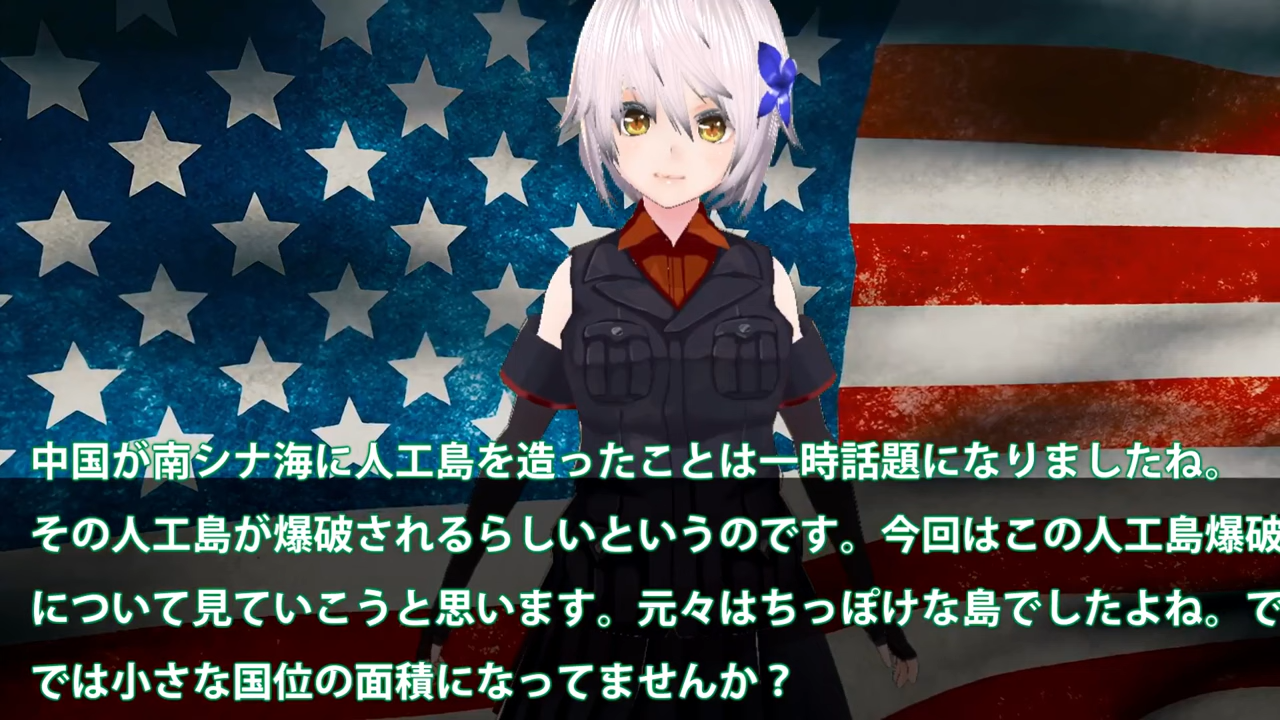 中国が南シナ海に人工島を造ったことは一時話題になりましたね。
その人工島が爆破されるらしいというのです。今回はこの人工島爆破
について見ていこうと思います。元々はちっぽけな島でしたよね。で
では小さな国位の面積になってませんか？